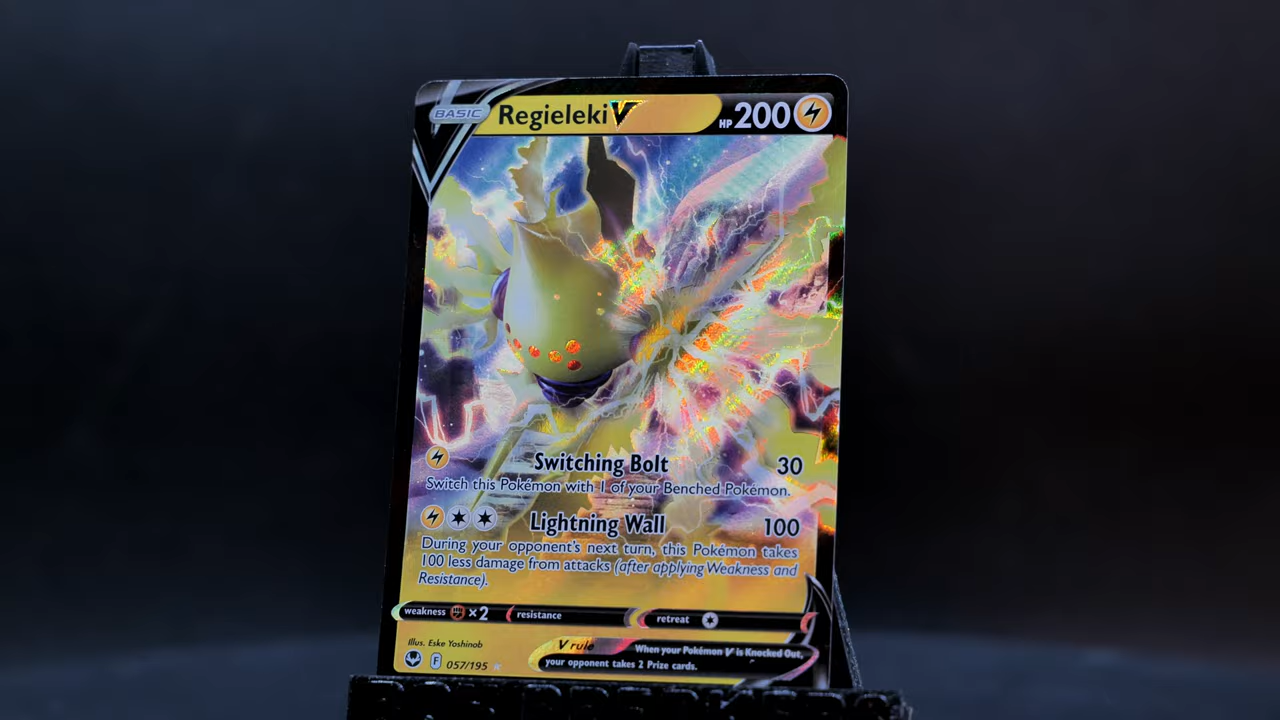 BASIC Regieleki V HP 200
Switching Bolt 30
Switch this Pokémon with 1 of your Benched Pokémon.
Lightning Wall 100
During your opponent's next turn, this Pokémon takes
100 less damage from attacks (after applying Weakness and
Resistance).
weakness ×2 resistance retreat
Illus. Eske Yoshinob
V rule When your Pokémon V is Knocked Out,
your opponent takes 2 Prize cards.
F 057/195